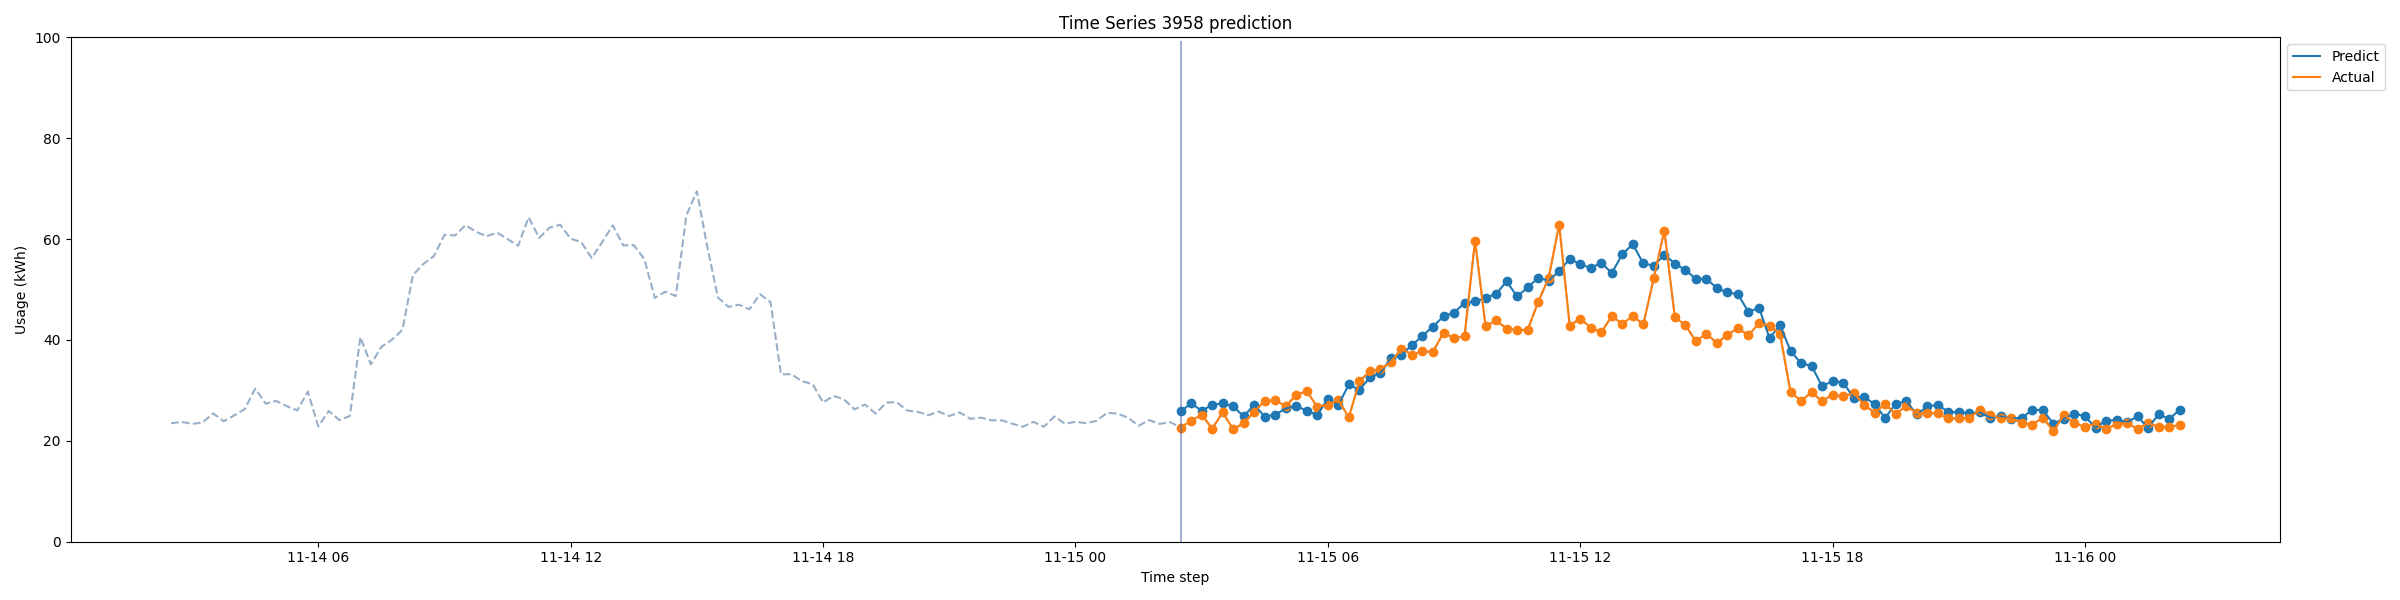 Time Series 3958 prediction
100
80
60
40
20
0
Usage (kWh)
Predict
Actual
11-14 06
11-14 12
11-14 18
11-15 00
11-15 06
11-15 12
11-15 18
11-16 00
Time step